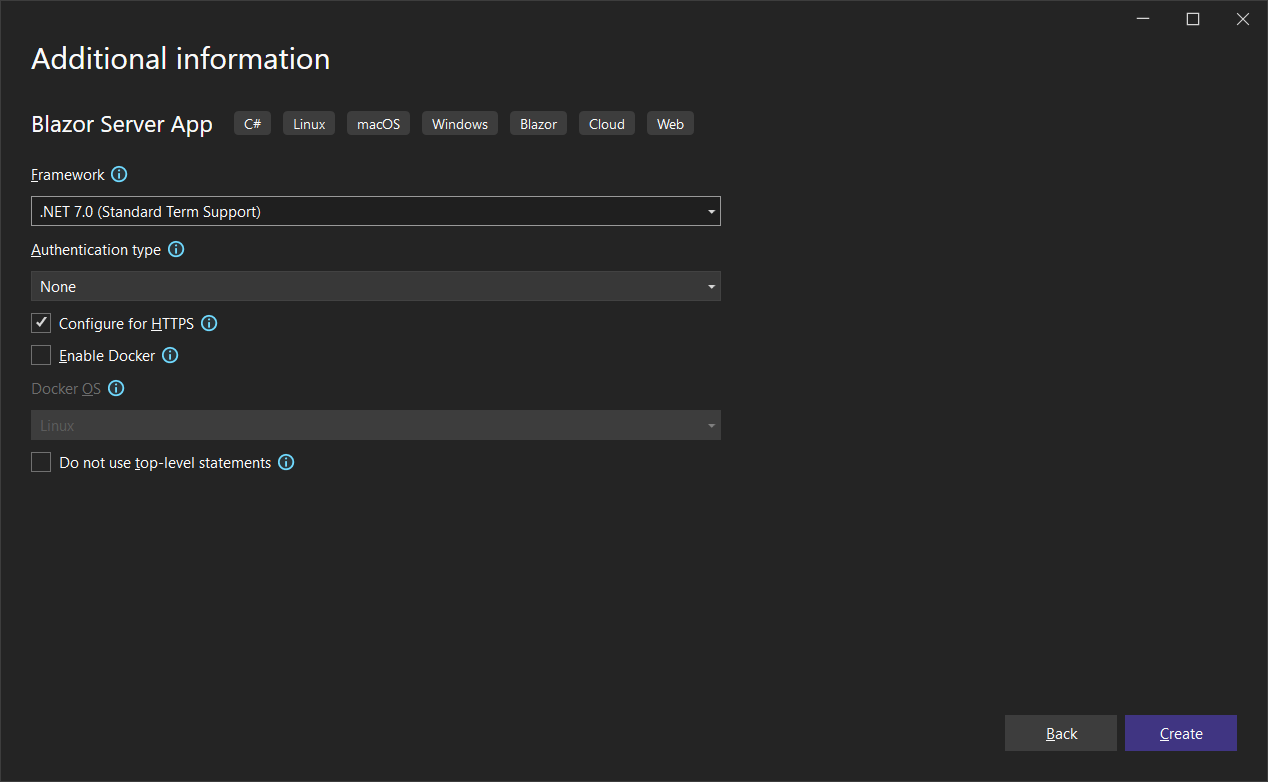 Additional information
Blazor Server App C# Linux macOS Windows Blazor Cloud Web
Framework
.NET 7.0 (Standard Term Support)
Authentication type
None
Configure for HTTPS
Enable Docker
Docker OS
Linux
Do not use top-level statements
Back Create